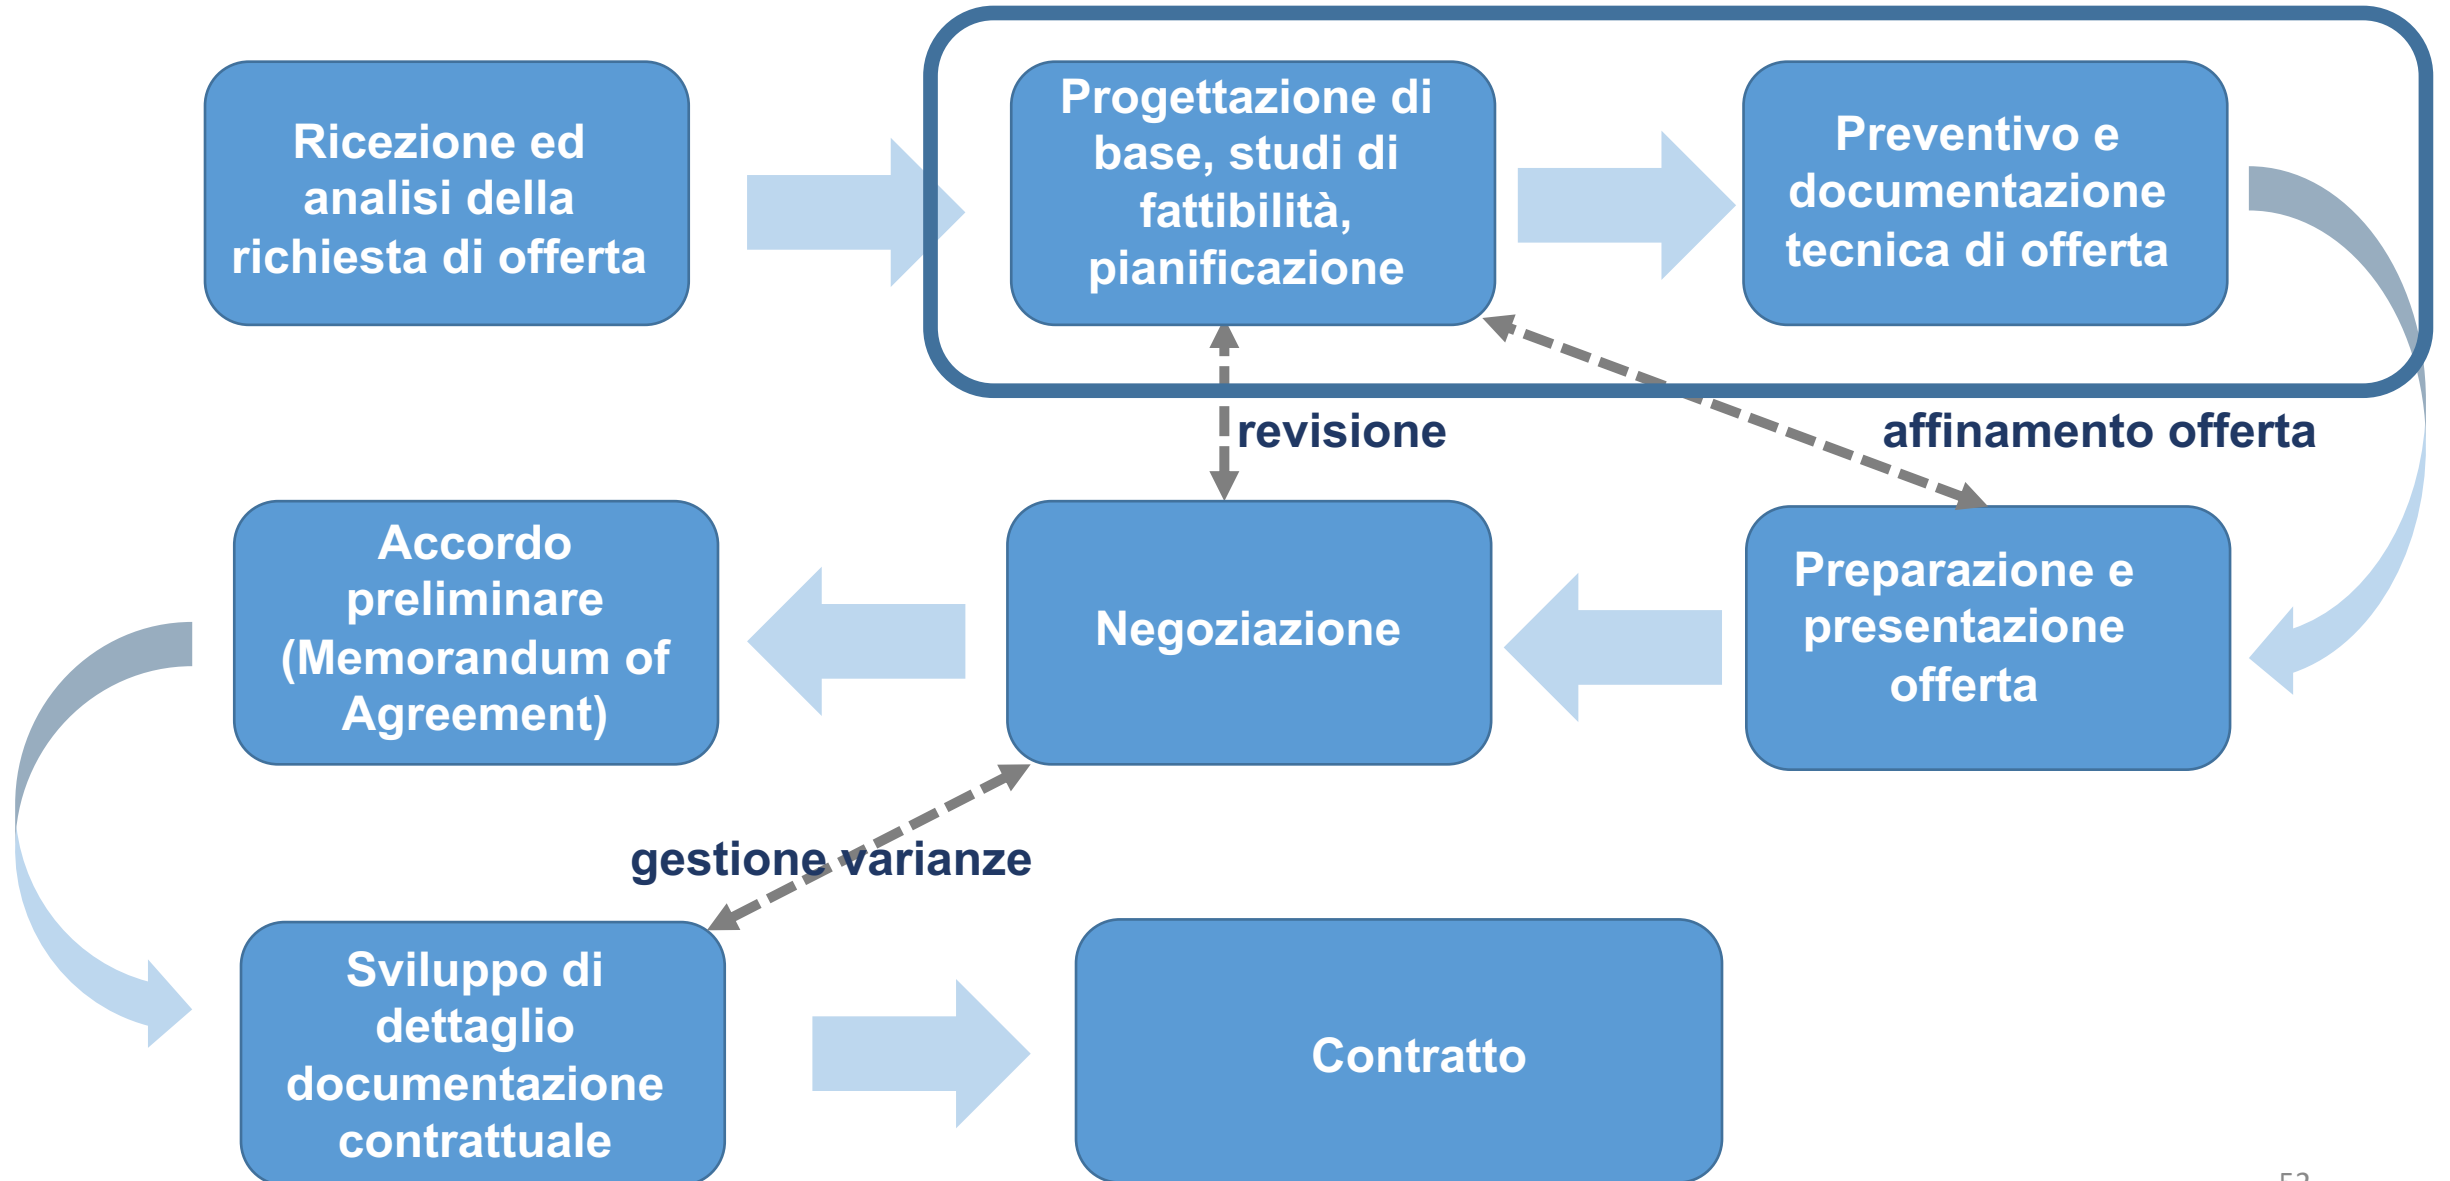 Ricezione ed
analisi della
richiesta di offerta
Progettazione di
base, studi di
fattibilità,
pianificazione
Preventivo e
documentazione
tecnica di offerta
revisione
affinamento offerta
Accordo
preliminare
(Memorandum of
Agreement)
Negoziazione
Preparazione e
presentazione
offerta
gestione varianze
Sviluppo di
dettaglio
documentazione
contrattuale
Contratto